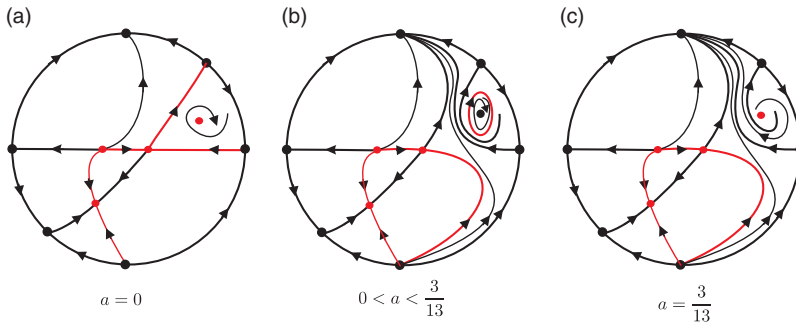 (a) (b) (c)
a = 0
0 < a < 3/13
a = 3/13